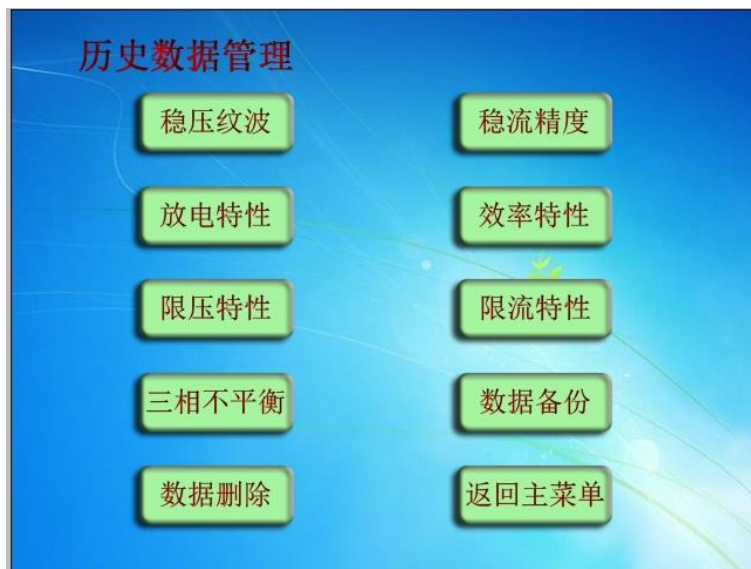 历史数据管理
稳压纹波
稳流精度
放电特性
效率特性
限压特性
限流特性
三相不平衡
数据备份
数据删除
返回主菜单